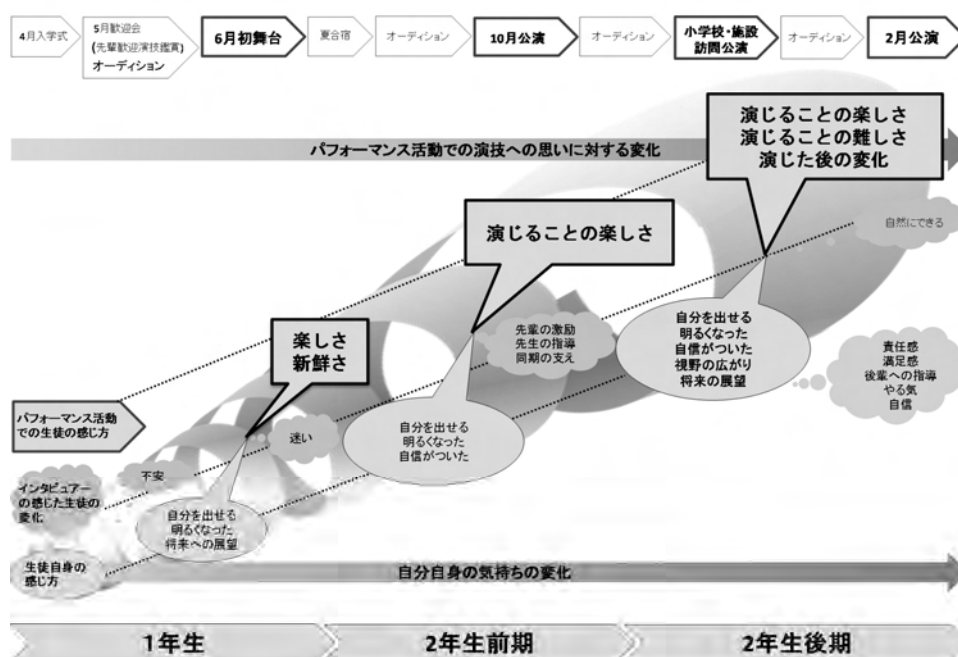 4月入学式
5月歓迎会
(先輩歓迎演技鑑賞)
オーディション
6月初舞台
夏合宿
オーディション
10月公演
オーディション
小学校・施設
訪問公演
オーディション
2月公演
パフォーマンス活動での演技への思いに対する変化
演じることの楽しさ
演じることの難しさ
演じた後の変化
自然にできる
演じることの楽しさ
楽しさ
新鮮さ
先輩の激励
先生の指導
同期の支え
自分を出せる
明るくなった
自信がついた
視野の広がり
将来の展望
責任感
満足感
後輩への指導
やる気
自信
パフォーマンス活動
での生徒の感じ方
迷い
自分を出せる
明るくなった
自信がついた
不安
インタビュアー
の感じた生徒の
変化
自分を出せる
明るくなった
将来への展望
生徒自身の
感じ方
自分自身の気持ちの変化
1年生
2年生前期
2年生後期